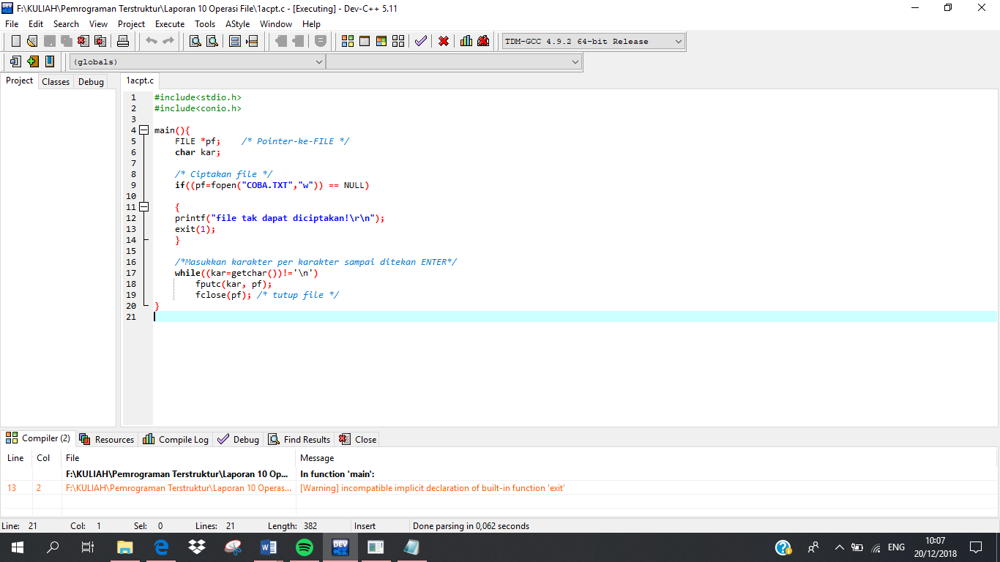 F:\KULIAH\Pemrograman Terstruktur\Laporan 10 Operasi File\1acpt.c - [Executing] - Dev-C++ 5.11
File Edit Search View Project Execute Tools AStyle Window Help
TDM-GCC 4.9.2 64-bit Release
(globals)
Project Classes Debug 1acpt.c
1 #include<stdio.h>
2 #include<conio.h>
3
4 main(){
5 FILE *pf; /* Pointer-ke-FILE */
6 char kar;
7
8 /* Ciptakan file */
9 if((pf=fopen("COBA.TXT","w")) == NULL)
10
11 {
12 printf("file tak dapat diciptakan!\r\n");
13 exit(1);
14 }
15
16 /*Masukkan karakter per karakter sampai ditekan ENTER*/
17 while((kar=getchar())!='\n')
18 fputc(kar, pf);
19 fclose(pf); /* tutup file */
20 }
21
Compiler (2) Resources Compile Log Debug Find Results Close
Line Col File Message
F:\KULIAH\Pemrograman Terstruktur\Laporan 10 Op... In function 'main':
13 2 F:\KULIAH\Pemrograman Terstruktur\Laporan 10 Operas... [Warning] incompatible implicit declaration of built-in function 'exit'
Line: 21 Col: 1 Sel: 0 Lines: 21 Length: 382 Insert Done parsing in 0,062 seconds
DEV C++
ENG
10:07
20/12/2018